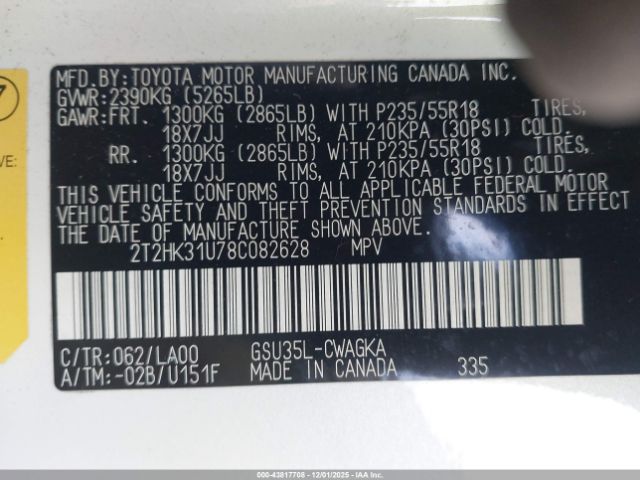 MFD.BY:TOYOTA MOTOR MANUFACTURING CANADA INC.
GVWR:2390KG (5265LB)
GAWR:FRT. 1300KG (2865LB) WITH P235/55R18 TIRES,
18X7JJ RIMS, AT 210KPA (30PSI) COLD.
RR. 1300KG (2865LB) WITH P235/55R18 TIRES,
18X7JJ RIMS, AT 210KPA (30PSI) COLD.
THIS VEHICLE CONFORMS TO ALL APPLICABLE FEDERAL MOTOR
VEHICLE SAFETY AND THEFT PREVENTION STANDARDS IN EFFECT
THE DATE OF MANUFACTURE SHOWN ABOVE.
2T2HK31U78C082628 MPV
C/TR:062/LA00 GSU35L-CWAGKA
A/TM:-02B/U151F MADE IN CANADA 335
7
VE:
000-43817708 - 12/01/2025 - IAAI.COM